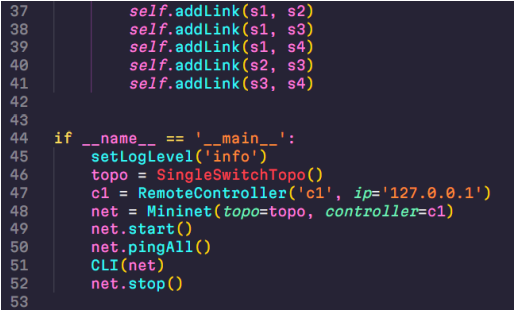 37 self.addLink(s1, s2)
38 self.addLink(s1, s3)
39 self.addLink(s1, s4)
40 self.addLink(s2, s3)
41 self.addLink(s3, s4)
42
43
44 if __name__ == '__main__':
45 setLogLevel('info')
46 topo = SingleSwitchTopo()
47 c1 = RemoteController('c1', ip='127.0.0.1')
48 net = Mininet(topo=topo, controller=c1)
49 net.start()
50 net.pingAll()
51 CLI(net)
52 net.stop()
53